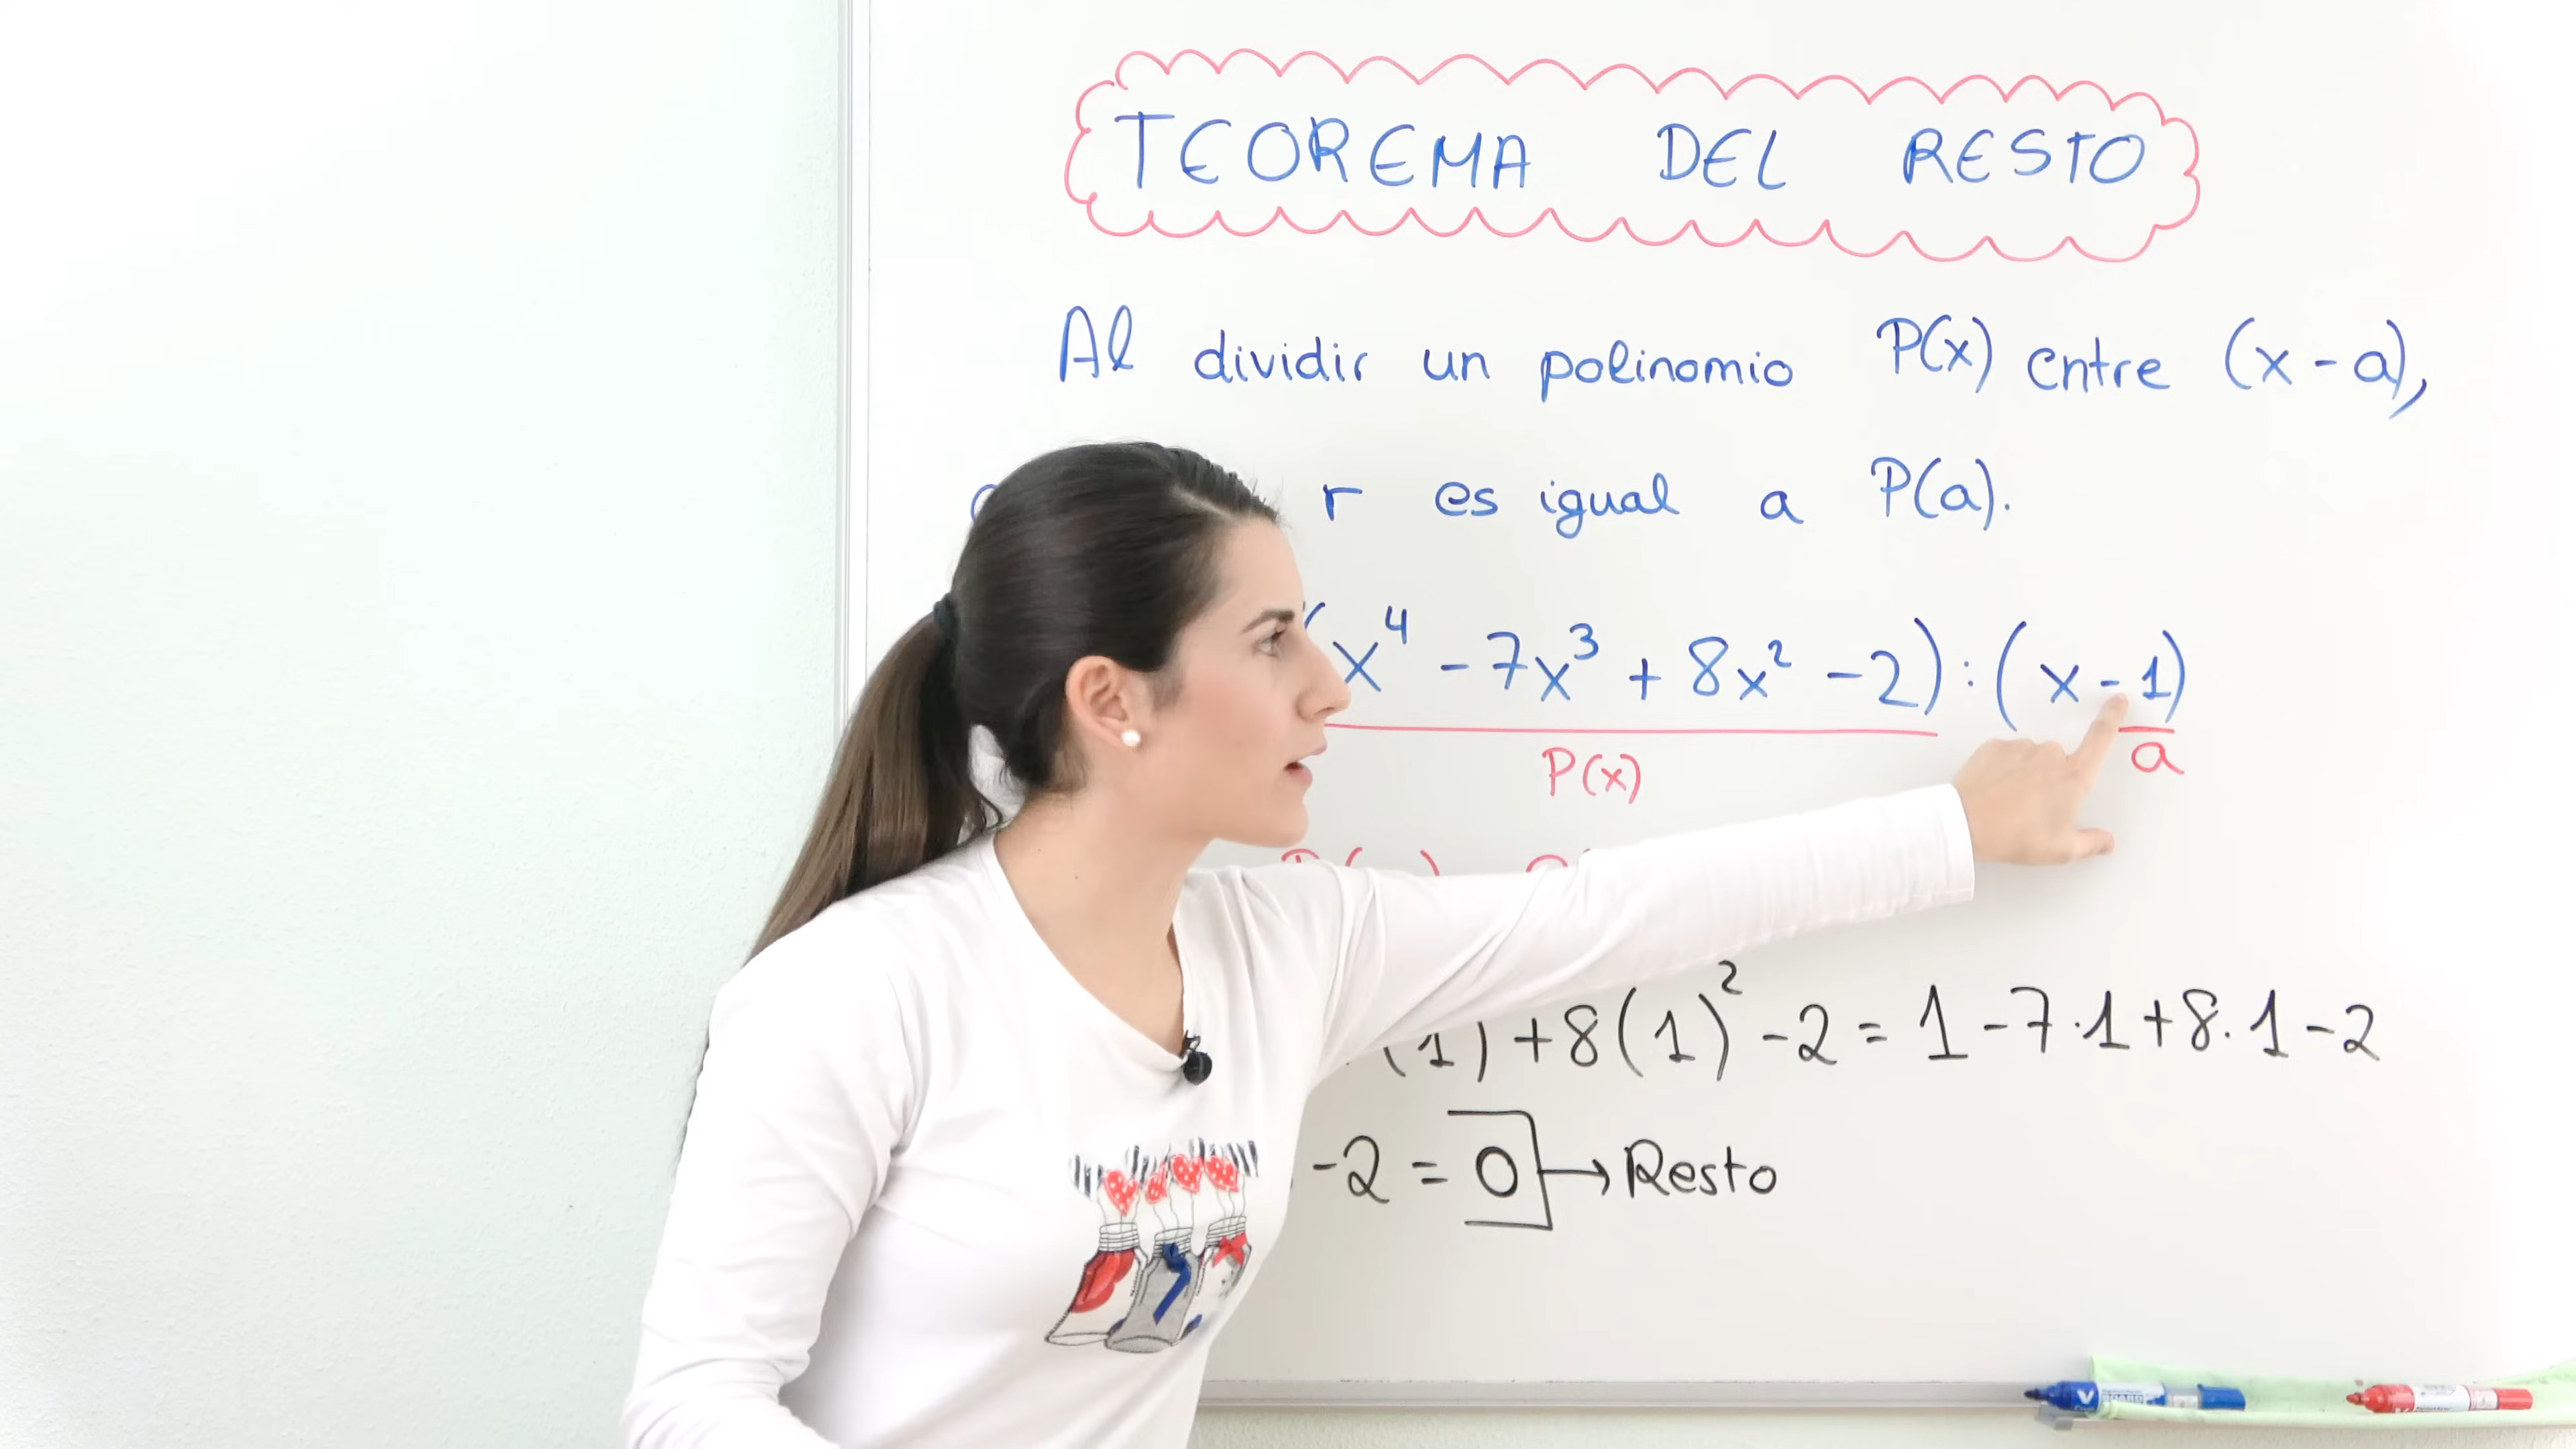 TEOREMA DEL RESTO
Al dividir un polinomio P(x) entre (x - a),
r es igual a P(a).
(x⁴ - 7x³ + 8x² - 2) : (x - 1)
P(x) a
(1) + 8(1)² - 2 = 1 - 7·1 + 8·1 - 2
-2 = 0 → Resto